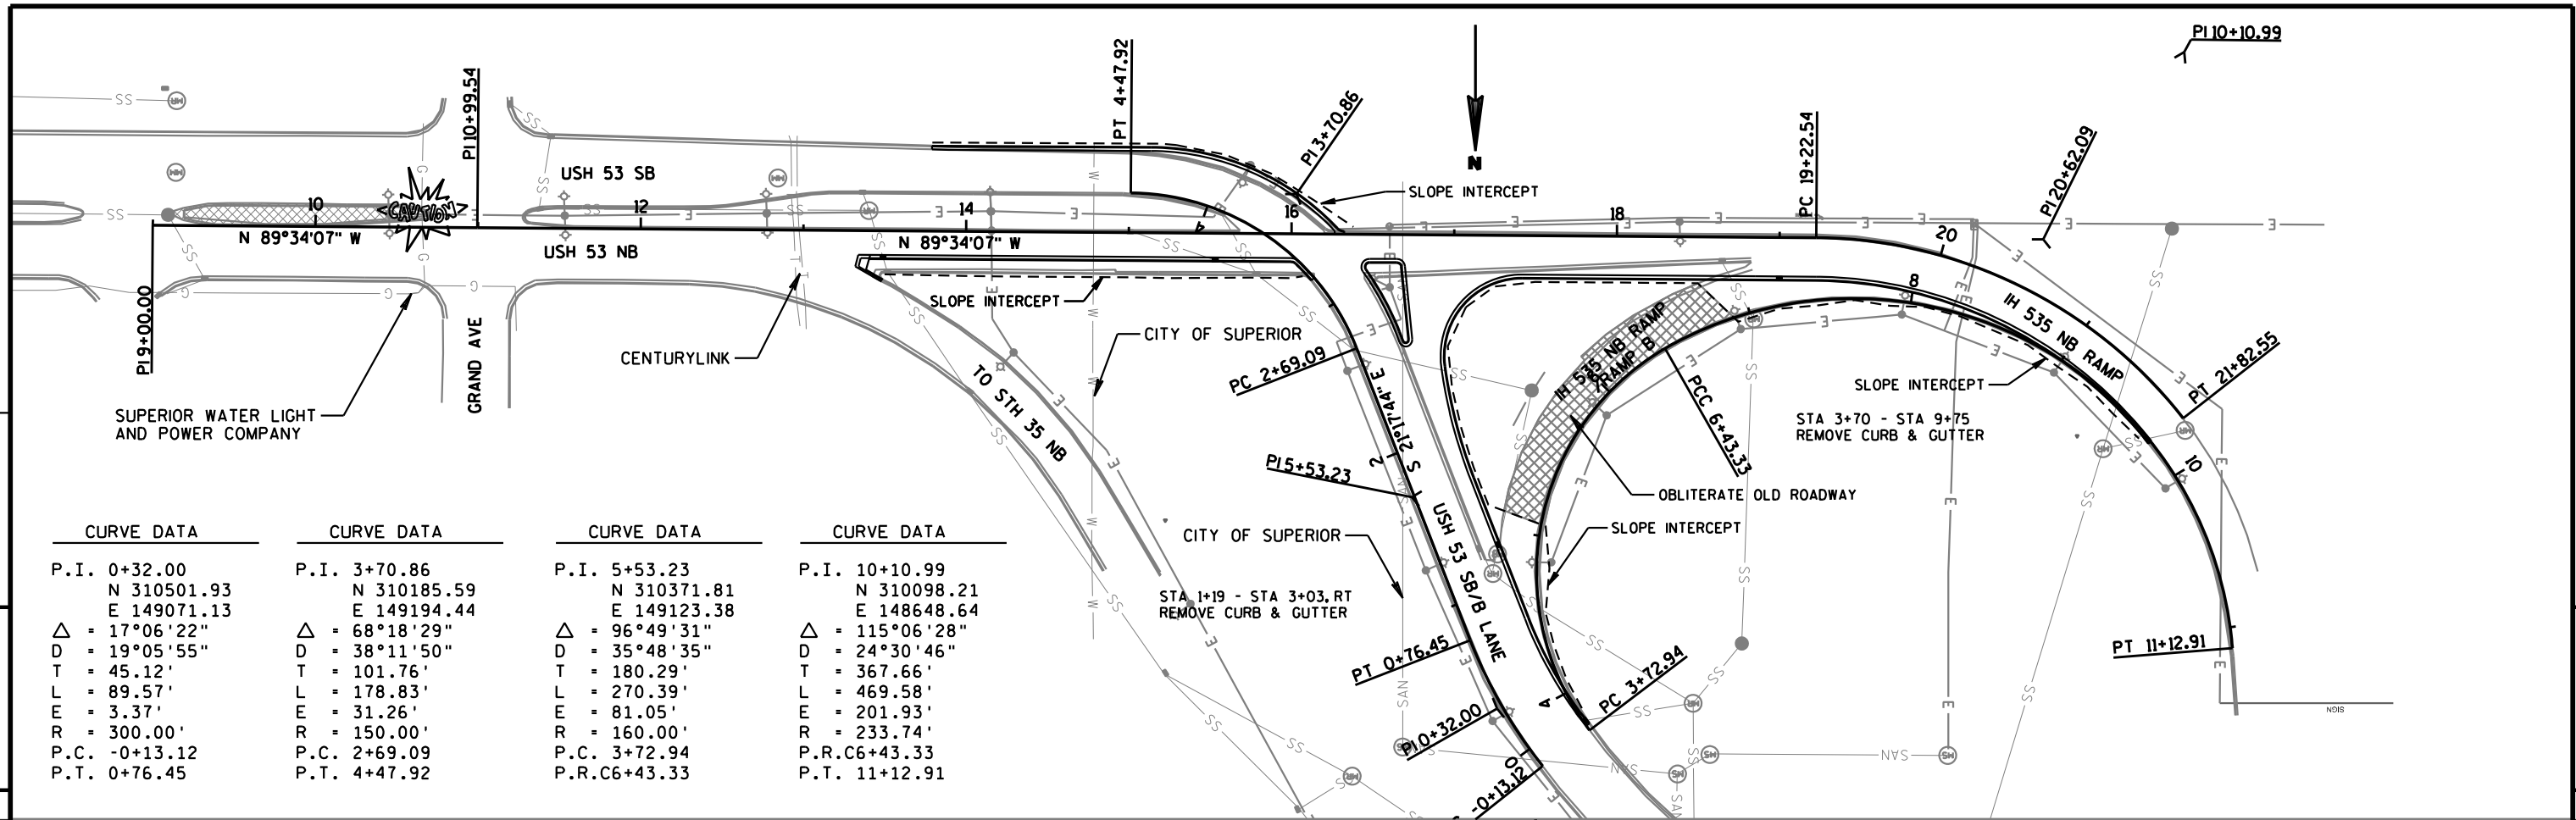 PI 10+10.99
PI 10+99.54
PT 4+47.92
PI 3+70.86
N
PC 19+22.54
PI 20+62.09
USH 53 SB
SLOPE INTERCEPT
<CAUTION>
10
12
14
16
18
20
4
N 89°34'07" W
USH 53 NB
N 89°34'07" W
PI 9+00.00
SLOPE INTERCEPT
8
IH 535 NB RAMP
GRAND AVE
CENTURYLINK
CITY OF SUPERIOR
TO STH 35 NB
PC 2+69.09
S 21°17'44" E
IH 535 NB RAMP
/RAMP B
PCC 6+43.33
SLOPE INTERCEPT
PT 21+82.55
SUPERIOR WATER LIGHT
AND POWER COMPANY
STA 3+70 - STA 9+75
REMOVE CURB & GUTTER
2
PI 5+53.23
10
OBLITERATE OLD ROADWAY
USH 53 SB/B LANE
CITY OF SUPERIOR
SLOPE INTERCEPT
STA 1+19 - STA 3+03, RT
REMOVE CURB & GUTTER
PT 0+76.45
PC 3+72.94
4
PT 11+12.91
PI 0+32.00
0
-0+13.12
SIGN
CURVE DATA
P.I. 0+32.00
N 310501.93
E 149071.13
△ = 17°06'22"
D = 19°05'55"
T = 45.12'
L = 89.57'
E = 3.37'
R = 300.00'
P.C. -0+13.12
P.T. 0+76.45
CURVE DATA
P.I. 3+70.86
N 310185.59
E 149194.44
△ = 68°18'29"
D = 38°11'50"
T = 101.76'
L = 178.83'
E = 31.26'
R = 150.00'
P.C. 2+69.09
P.T. 4+47.92
CURVE DATA
P.I. 5+53.23
N 310371.81
E 149123.38
△ = 96°49'31"
D = 35°48'35"
T = 180.29'
L = 270.39'
E = 81.05'
R = 160.00'
P.C. 3+72.94
P.R.C6+43.33
CURVE DATA
P.I. 10+10.99
N 310098.21
E 148648.64
△ = 115°06'28"
D = 24°30'46"
T = 367.66'
L = 469.58'
E = 201.93'
R = 233.74'
P.R.C6+43.33
P.T. 11+12.91